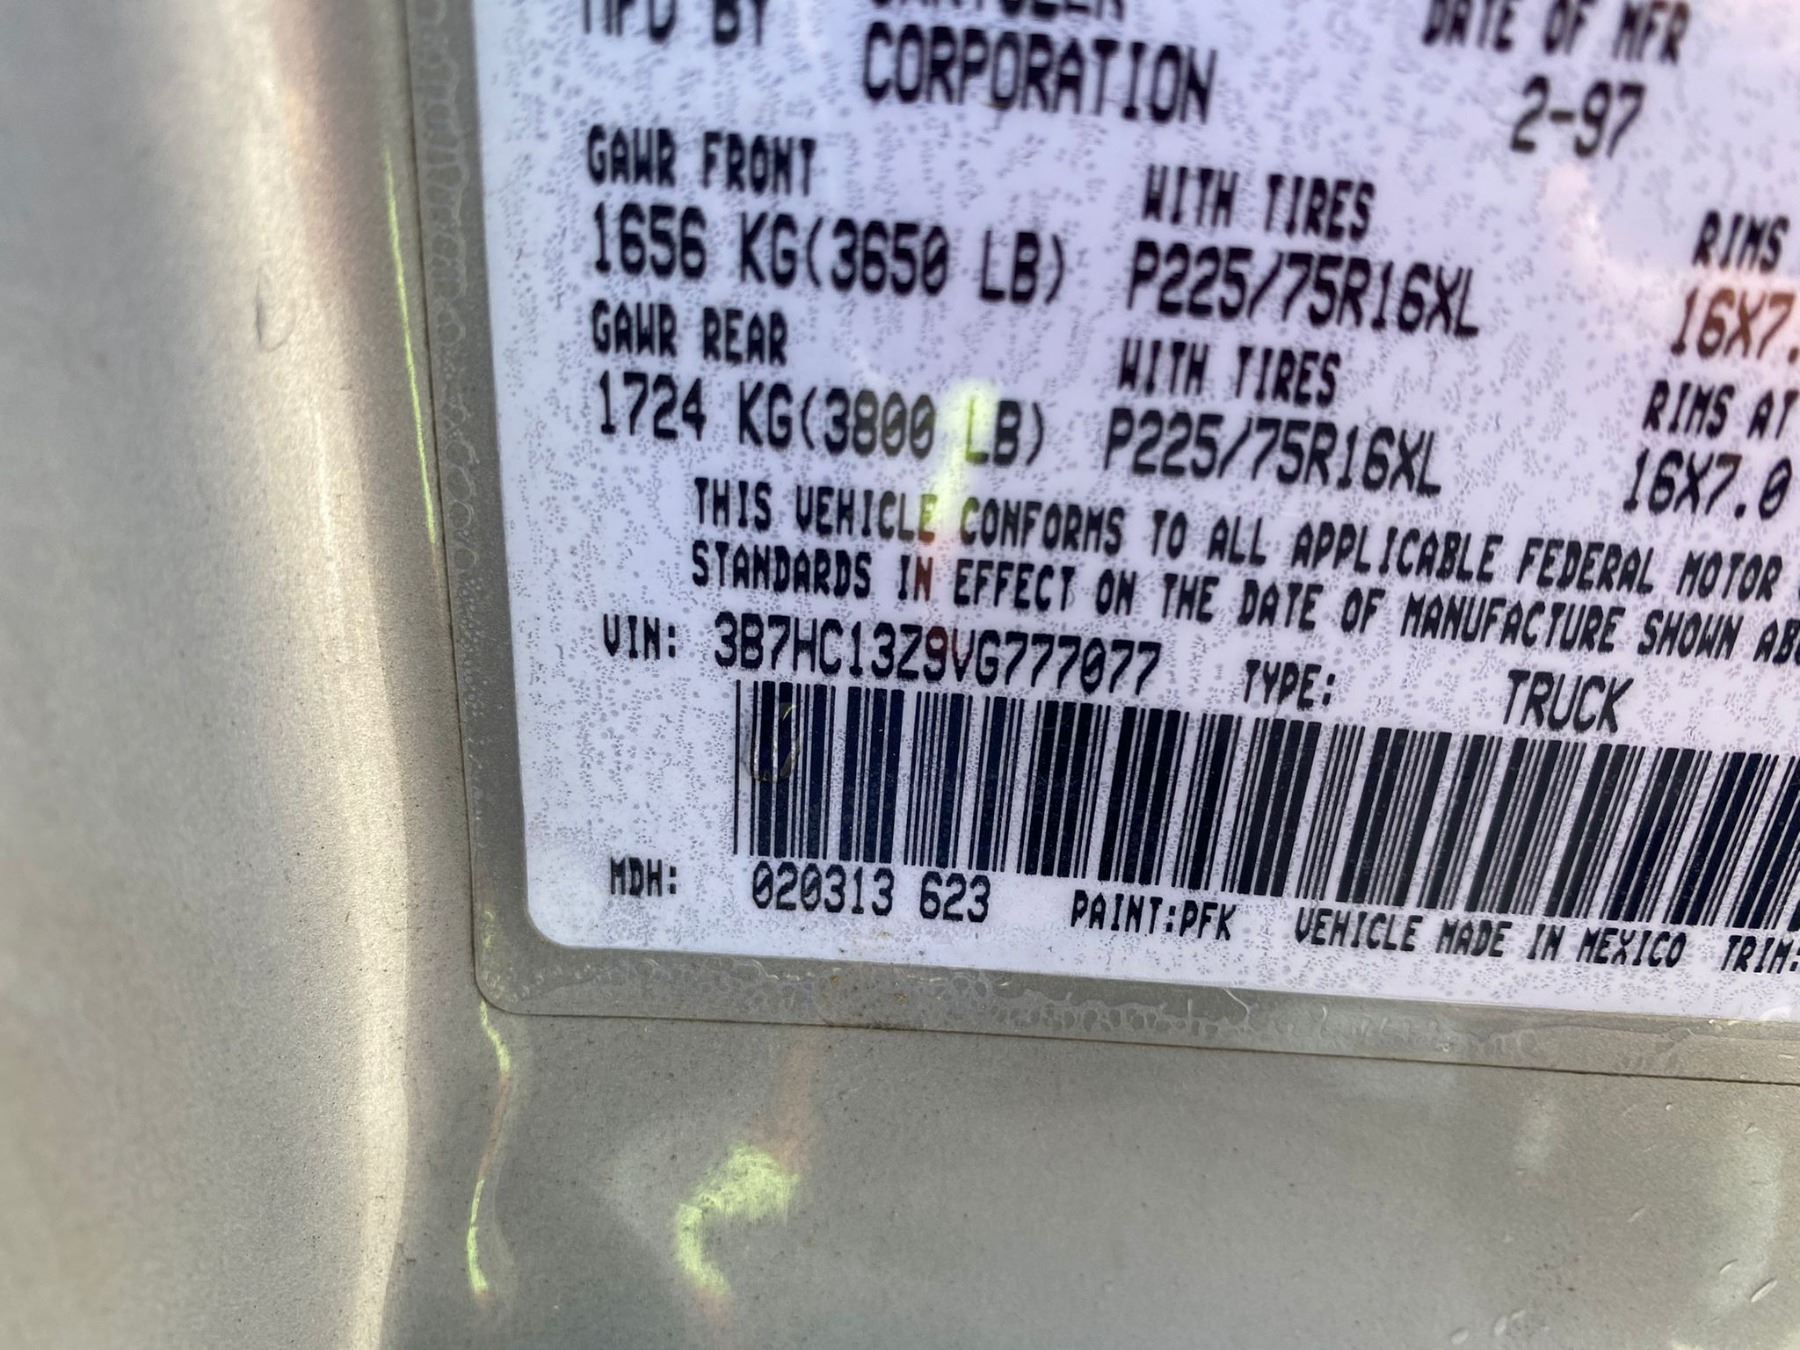 MFD BY CHRYSLER DATE OF MFR
CORPORATION 2-97
GAWR FRONT WITH TIRES RIMS
1656 KG(3650 LB) P225/75R16XL 16X7.
GAWR REAR WITH TIRES RIMS AT
1724 KG(3800 LB) P225/75R16XL 16X7.0
THIS VEHICLE CONFORMS TO ALL APPLICABLE FEDERAL MOTOR
STANDARDS IN EFFECT ON THE DATE OF MANUFACTURE SHOWN AB
VIN: 3B7HC13Z9VG777077 TYPE: TRUCK
MDH: 020313 623 PAINT:PFK VEHICLE MADE IN MEXICO TRIM: